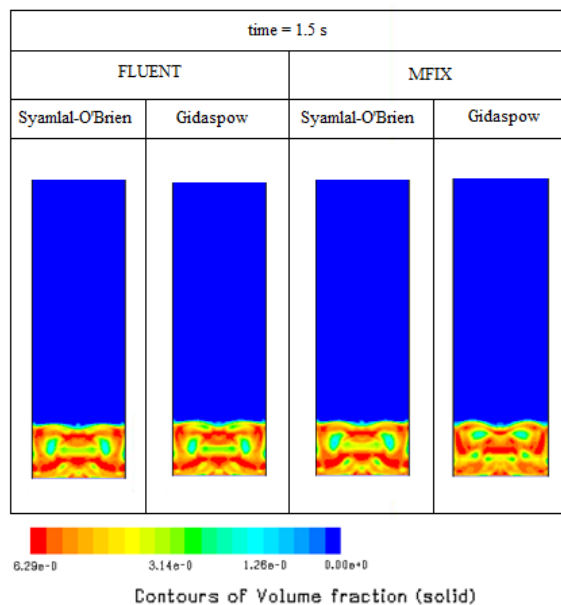 time = 1.5 s
FLUENT MFIX
Syamlal-O'Brien Gidaspow Syamlal-O'Brien Gidaspow
6.29e-0 3.14e-0 1.26e-0 0.00e+0
Contours of Volume fraction (solid)